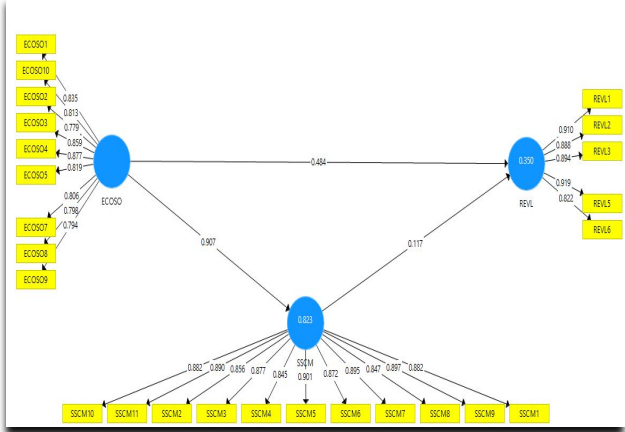 ECOSO1
ECOSO10
ECOSO2
ECOSO3
ECOSO4
ECOSO5
ECOSO7
ECOSO8
ECOSO9
0.835
0.813
0.779
0.859
0.877
0.819
0.806
0.798
0.794
ECOSO
0.484
0.907
0.117
0.350
REVL
0.910
0.888
0.894
0.919
0.822
REVL1
REVL2
REVL3
REVL5
REVL6
0.823
SSCM
0.882 0.890 0.856 0.877 0.845 0.901 0.872 0.895 0.847 0.897 0.882
SSCM10 SSCM11 SSCM2 SSCM3 SSCM4 SSCM5 SSCM6 SSCM7 SSCM8 SSCM9 SSCM1